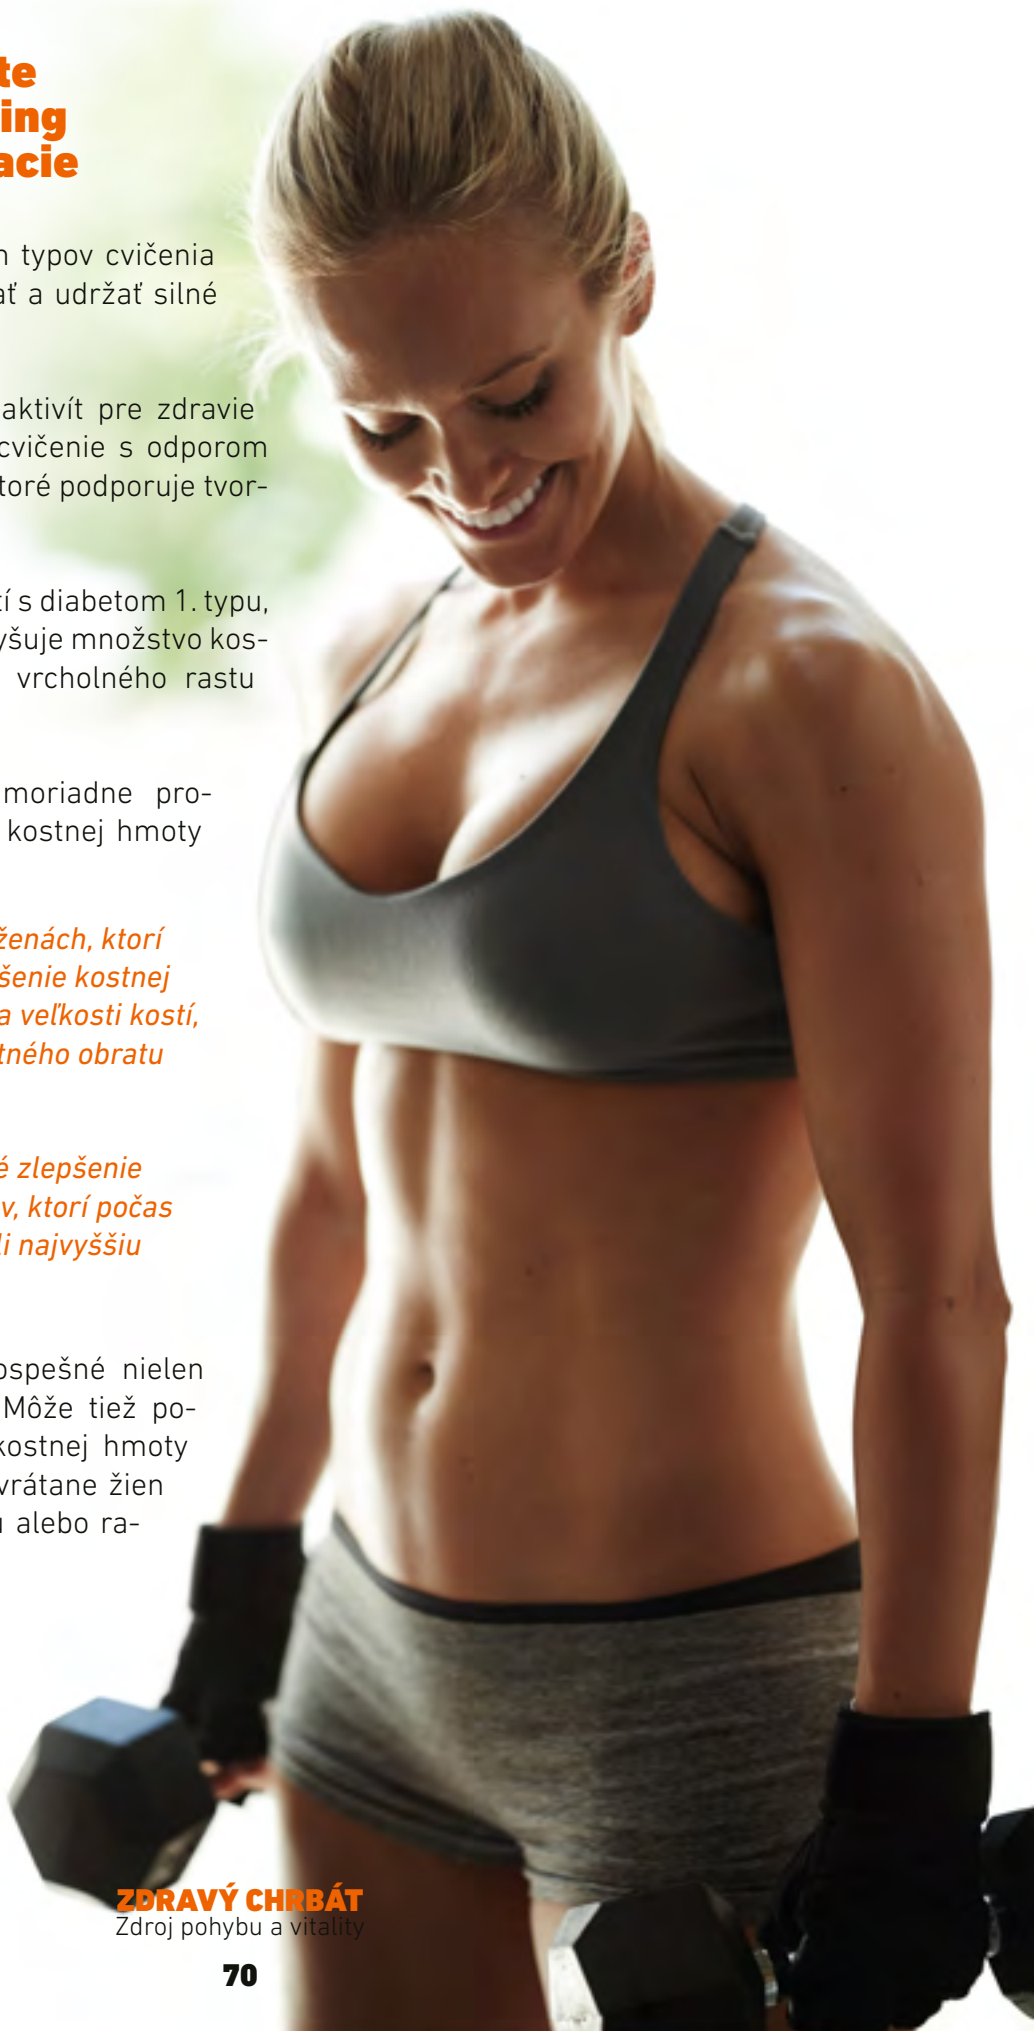 te
ing
acie
typov cvičenia
ať a udržať silné
aktivít pre zdravie
cvičenie s odporom
toré podporuje tvor-
tí s diabetom 1. typu,
yšuje množstvo kos-
vrcholného rastu
moriadne pro-
kostnej hmoty
ženách, ktorí
šenie kostnej
a veľkosti kostí,
tného obratu
é zlepšenie
v, ktorí počas
li najvyššiu
ospešné nielen
Môže tiež po-
kostnej hmoty
vrátane žien
alebo ra-
ZDRAVÝ CHRBÁT
Zdroj pohybu a vitality
70